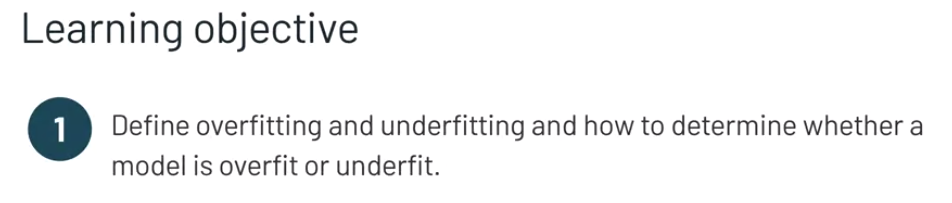 Learning objective
1
Define overfitting and underfitting and how to determine whether a
model is overfit or underfit.